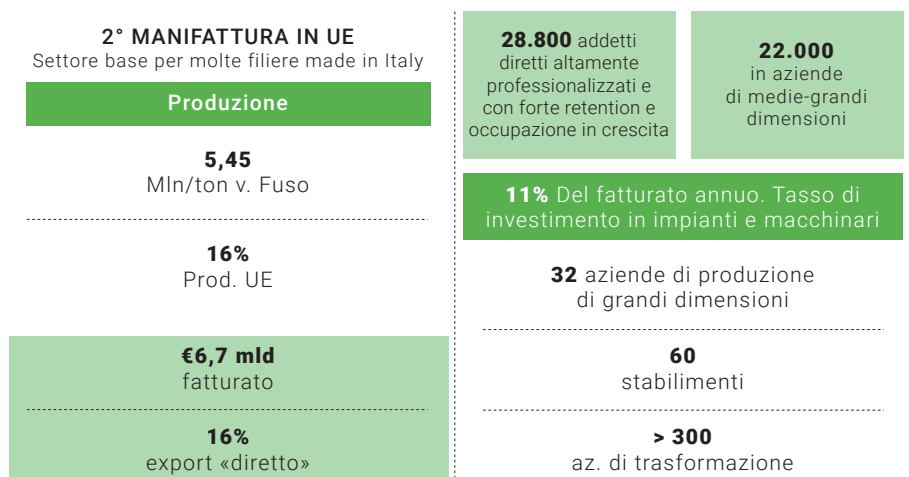 2° MANIFATTURA IN UE
Settore base per molte filiere made in Italy
Produzione
5,45
Mln/ton v. Fuso
16%
Prod. UE
€6,7 mld
fatturato
16%
export «diretto»
28.800 addetti
diretti altamente
professionalizzati e
con forte retention e
occupazione in crescita
22.000
in aziende
di medie-grandi
dimensioni
11% Del fatturato annuo. Tasso di
investimento in impianti e macchinari
32 aziende di produzione
di grandi dimensioni
60
stabilimenti
> 300
az. di trasformazione